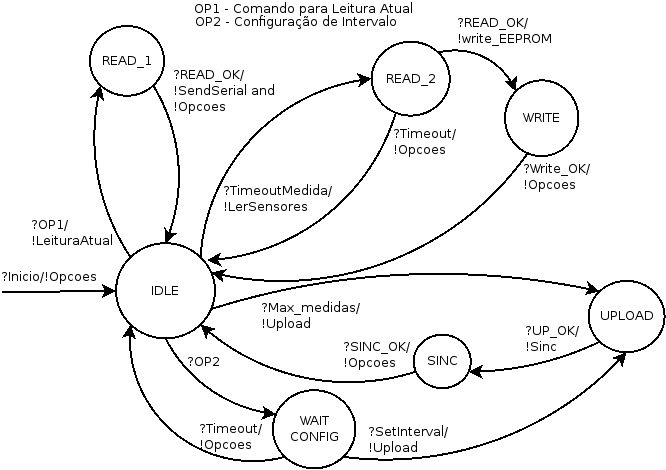 OP1 - Comando para Leitura Atual
OP2 - Configuração de Intervalo
READ_1
?READ_OK/
!SendSerial and
!Opcoes
READ_2
?READ_OK/
!write_EEPROM
WRITE
?Timeout/
!Opcoes
?Write_OK/
!Opcoes
?TimeoutMedida/
!LerSensores
?OP1/
!LeituraAtual
?Inicio/!Opcoes
IDLE
?Max_medidas/
!Upload
UPLOAD
?UP_OK/
!Sinc
?SINC_OK/
!Opcoes
SINC
?OP2
WAIT
CONFIG
?Timeout/
!Opcoes
?SetInterval/
!Upload